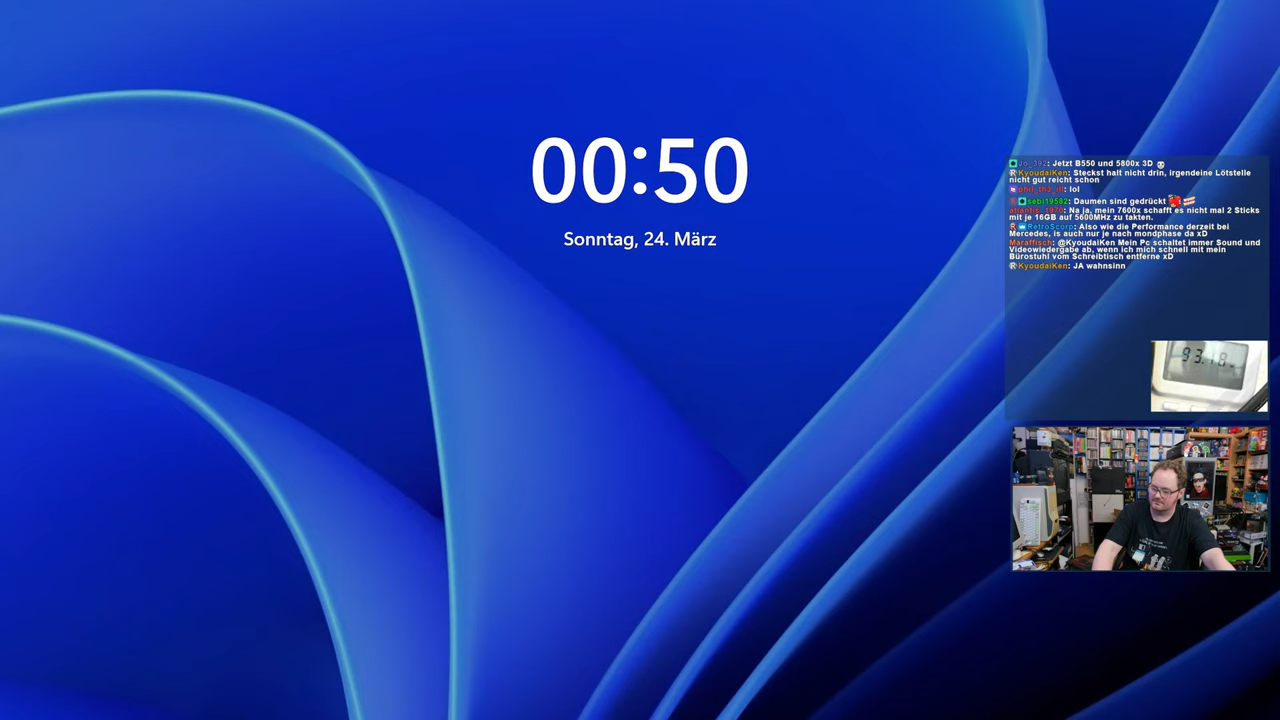 00:50
Sonntag, 24. März
Jo_392: Jetzt B550 und 5800x 3D
KyoudaiKen: Steckst halt nicht drin, irgendeine Lötstelle
nicht gut reicht schon
phil_th3_ill: lol
sebi19582: Daumen sind gedrückt
atlantis_1970: Na ja, mein 7600x schafft es nicht mal 2 Sticks
mit je 16GB auf 5600MHz zu takten.
RetroScorp: Also wie die Performance derzeit bei
Mercedes, is auch nur je nach mondphase da xD
Maraffisch: @KyoudaiKen Mein Pc schaltet immer Sound und
Videowiedergabe ab, wenn ich mich schnell mit mein
Bürostuhl vom Schreibtisch entferne xD
KyoudaiKen: JA wahnsinn